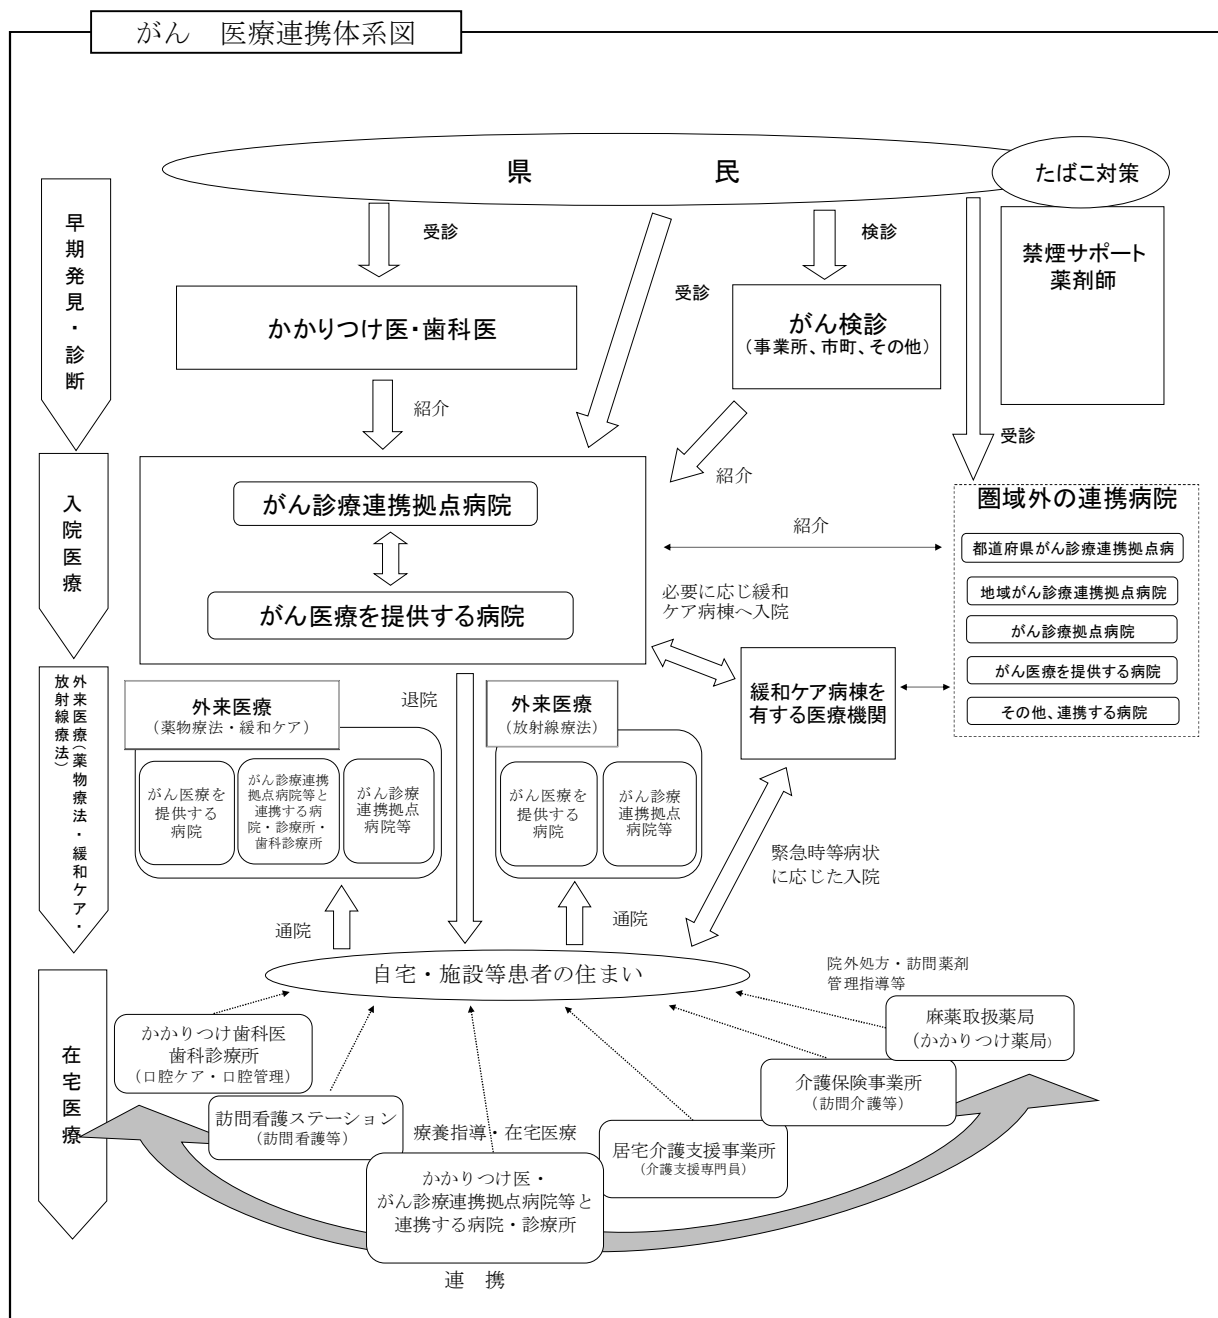 がん　医療連携体系図
県　民
たばこ対策
早期発見・診断
受診
受診
検診
禁煙サポート
薬剤師
かかりつけ医・歯科医
がん検診
（事業所、市町、その他）
紹介
紹介
受診
入院医療
がん診療連携拠点病院
がん医療を提供する病院
紹介
圏域外の連携病院
都道府県がん診療連携拠点病
地域がん診療連携拠点病院
がん診療拠点病院
がん医療を提供する病院
その他、連携する病院
必要に応じ緩和
ケア病棟へ入院
緩和ケア病棟を
有する医療機関
外来医療（薬物療法・緩和ケア・
放射線療法）
外来医療
（薬物療法・緩和ケア）
がん医療を
提供する
病院
がん診療連携
拠点病院等と
連携する病
院・診療所・
歯科診療所
がん診療
連携拠点
病院等
退院
外来医療
（放射線療法）
がん医療を
提供する
病院
がん診療
連携拠点
病院等
緊急時等病状
に応じた入院
通院
通院
在宅医療
自宅・施設等患者の住まい
院外処方・訪問薬剤
管理指導等
かかりつけ歯科医
歯科診療所
（口腔ケア・口腔管理）
麻薬取扱薬局
（かかりつけ薬局）
介護保険事業所
（訪問介護等）
訪問看護ステーション
（訪問看護等）
療養指導・在宅医療
居宅介護支援事業所
（介護支援専門員）
かかりつけ医・
がん診療連携拠点病院等と
連携する病院・診療所
連　携